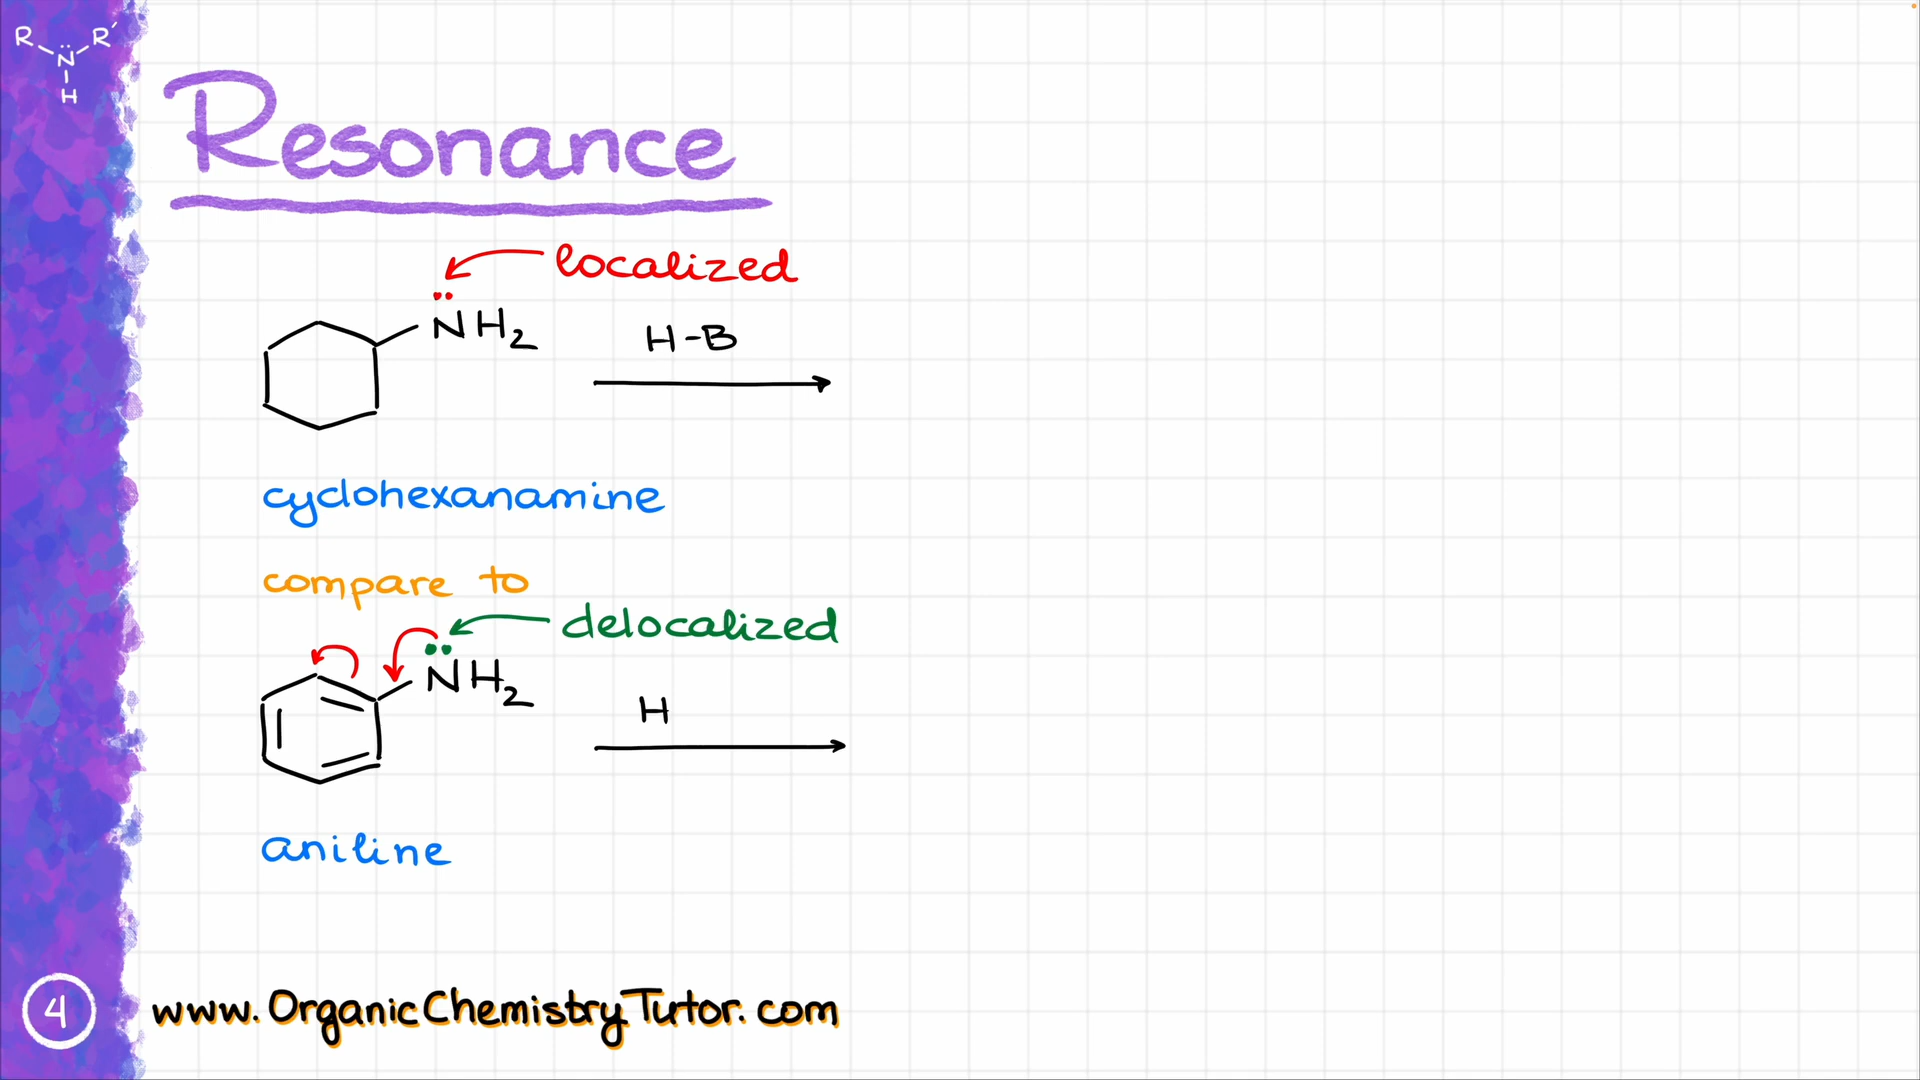 R R´
N̈
H
Resonance
localized
N̈H₂
H-B
cyclohexanamine
compare to
delocalized
N̈H₂
H
aniline
4
www.OrganicChemistryTutor.com